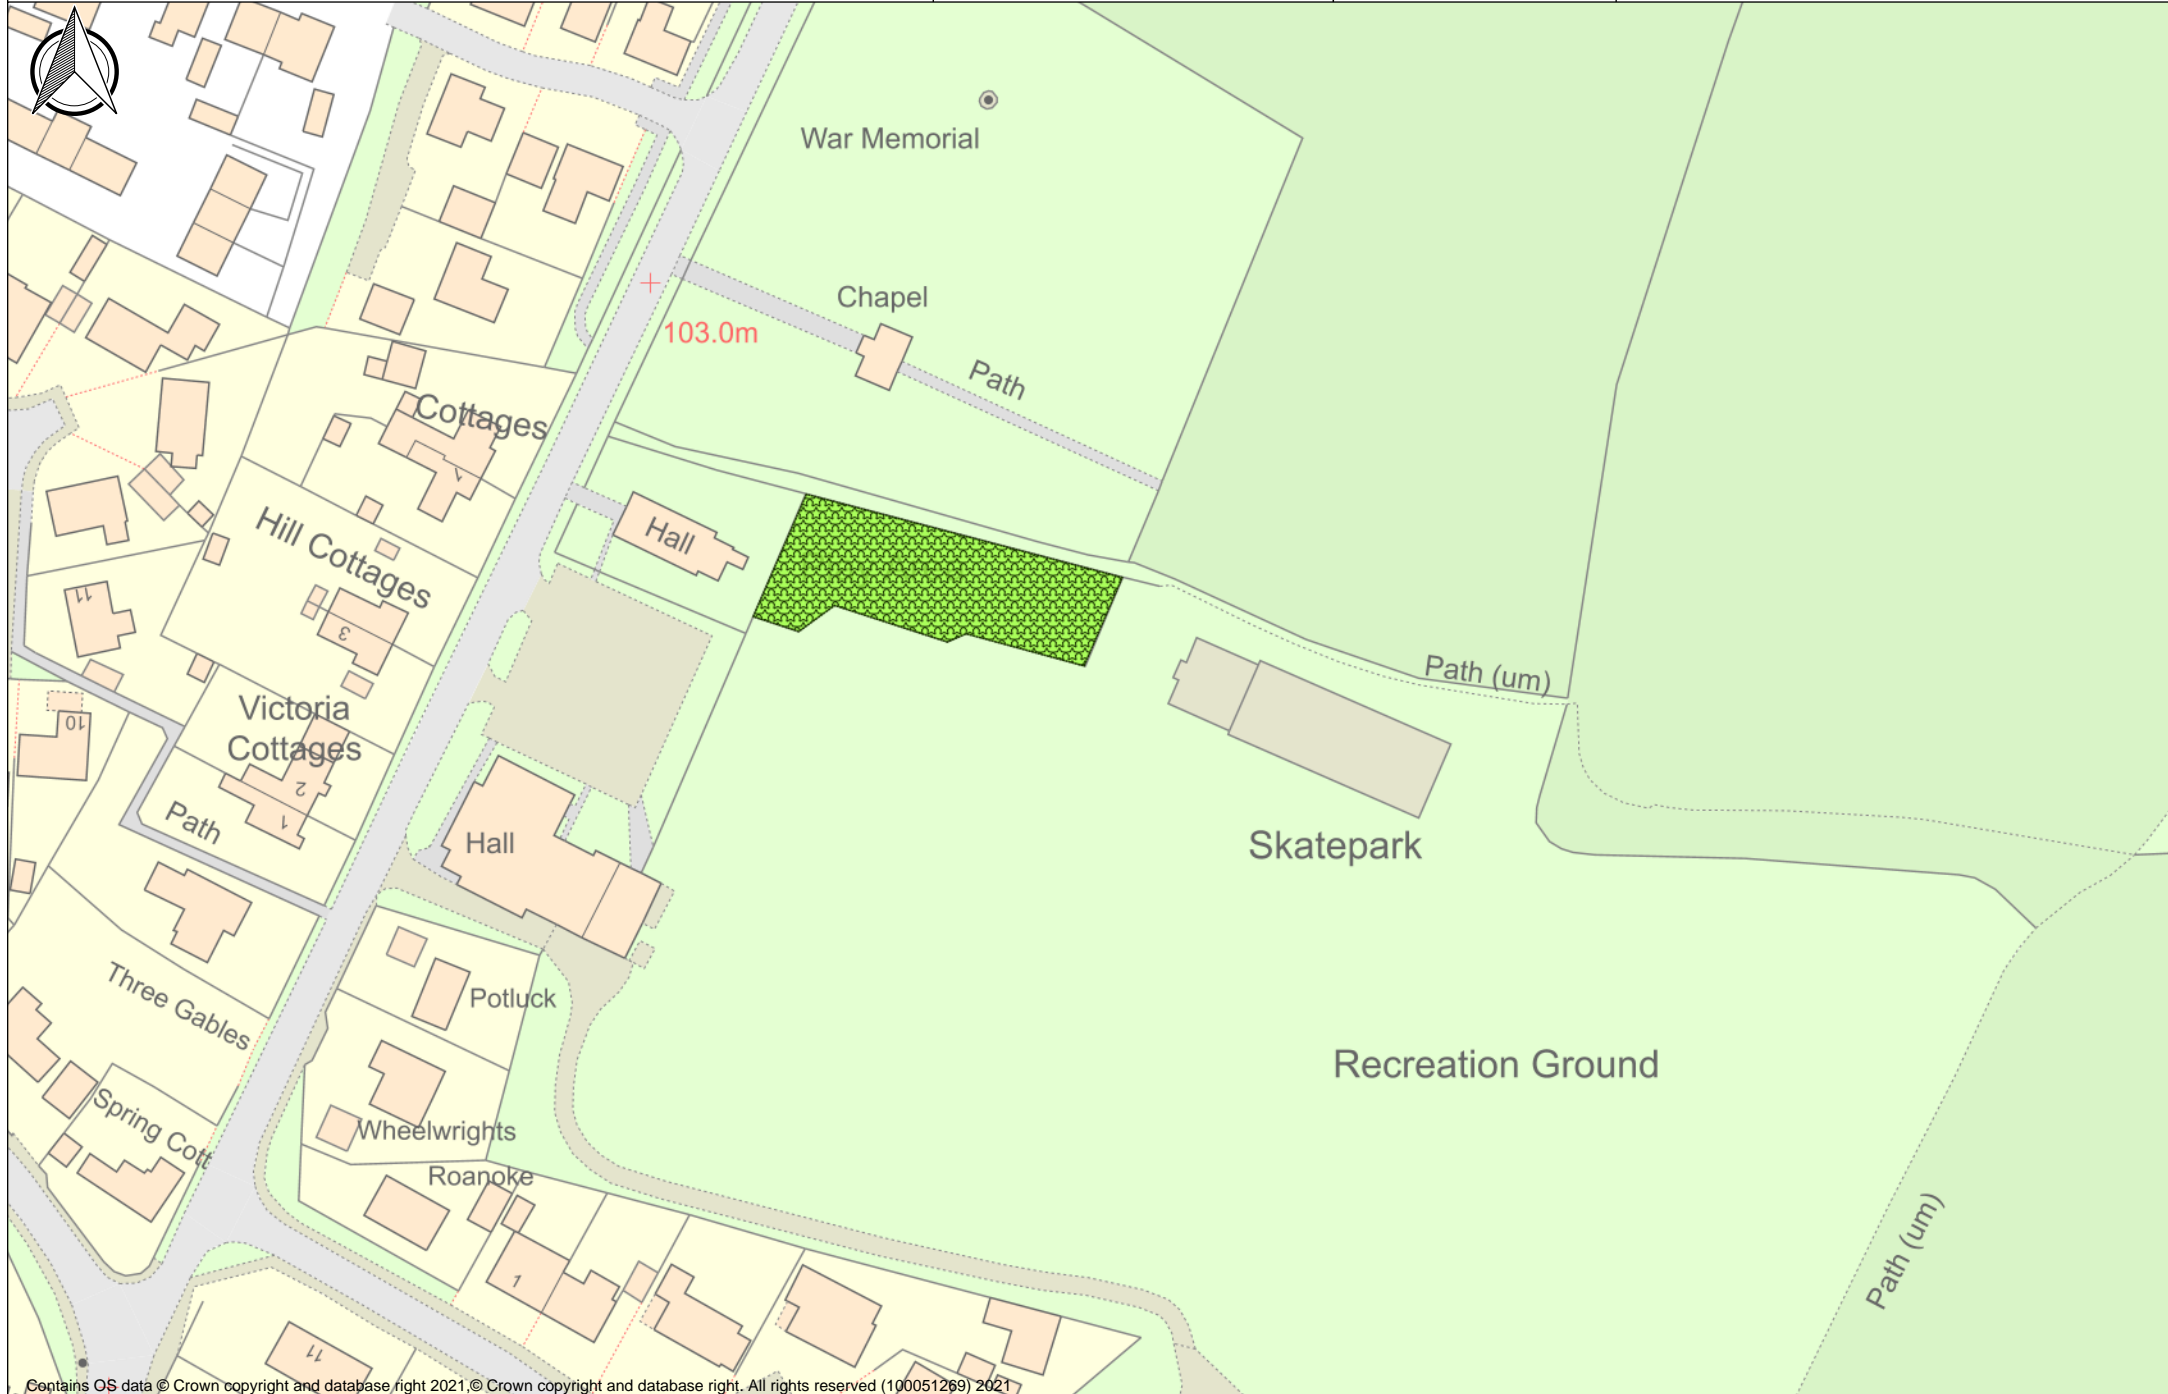 War Memorial
Chapel
103.0m
Path
Cottages
1
Hall
Hill Cottages
11
3
Path (um)
10
Victoria
Cottages
2
1
Path
Hall
Skatepark
Three Gables
Potluck
Recreation Ground
Spring Cott
Wheelwrights
Roanoke
Path (um)
1
11
Contains OS data © Crown copyright and database right 2021,© Crown copyright and database right. All rights reserved (100051269) 2021